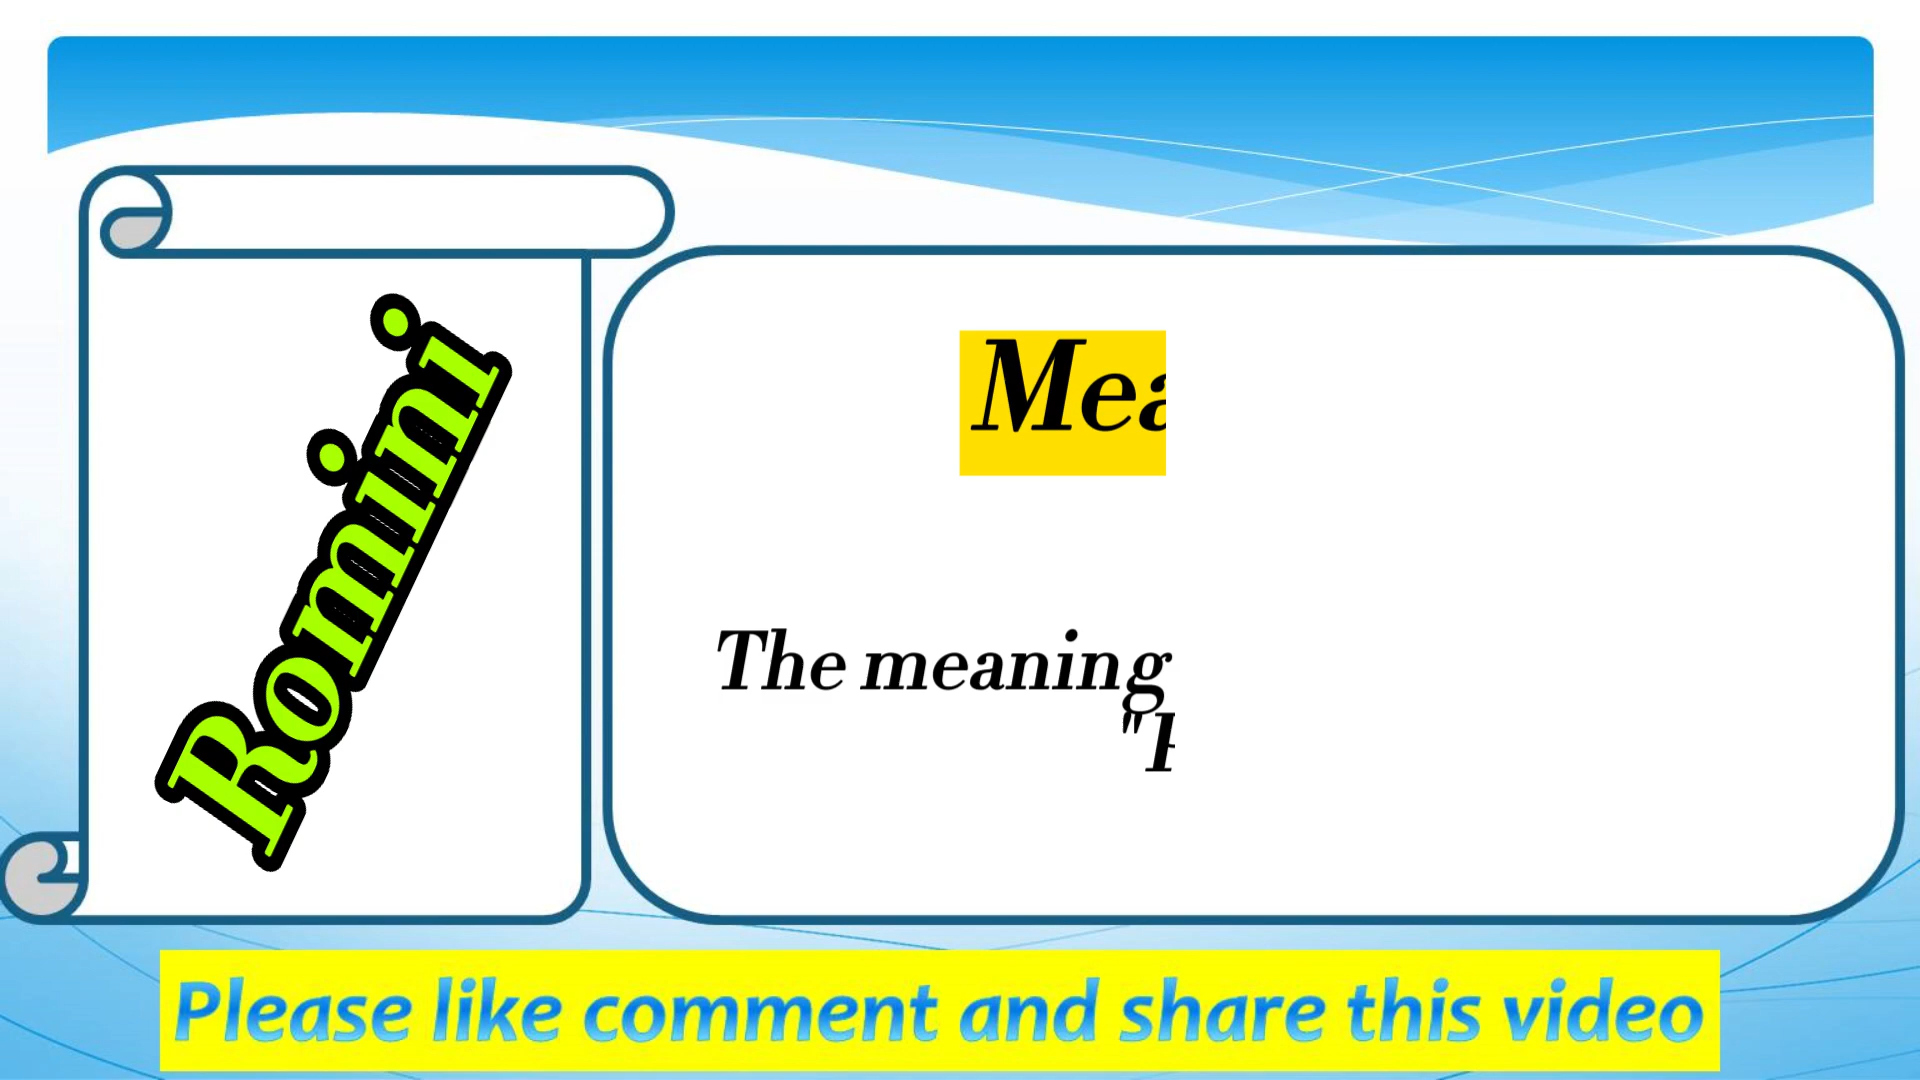 Romini
Mea
The meaning
"R
Please like comment and share this video